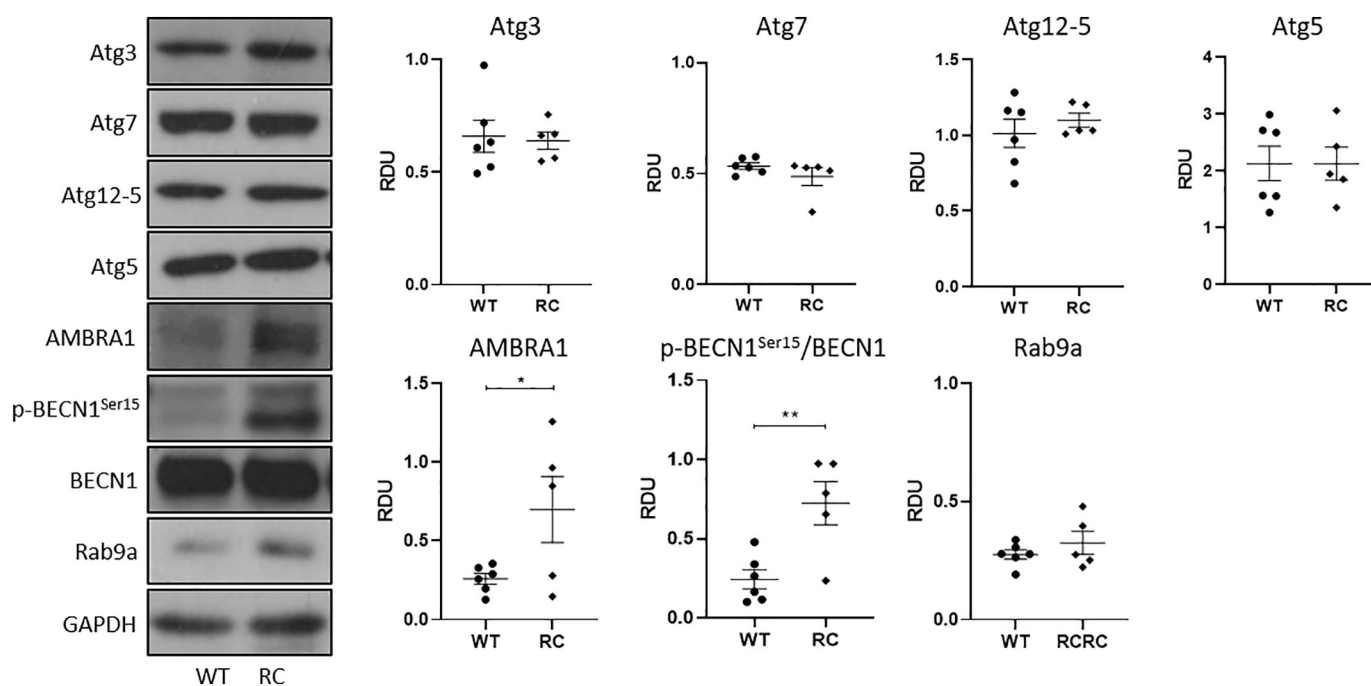 Atg3
Atg7
Atg12-5
Atg5
AMBRA1
p-BECN1Ser15
BECN1
Rab9a
GAPDH
WT RC
Atg3
1.0
0.5
0.0
RDU
WT RC
Atg7
1.0
0.5
0.0
RDU
WT RC
Atg12-5
1.5
1.0
0.5
0.0
RDU
WT RC
Atg5
4
3
2
1
0
RDU
WT RC
AMBRA1
*
1.5
1.0
0.5
0.0
RDU
WT RC
p-BECN1Ser15/BECN1
**
1.5
1.0
0.5
0.0
RDU
WT RC
Rab9a
1.0
0.5
0.0
RDU
WT RCRC